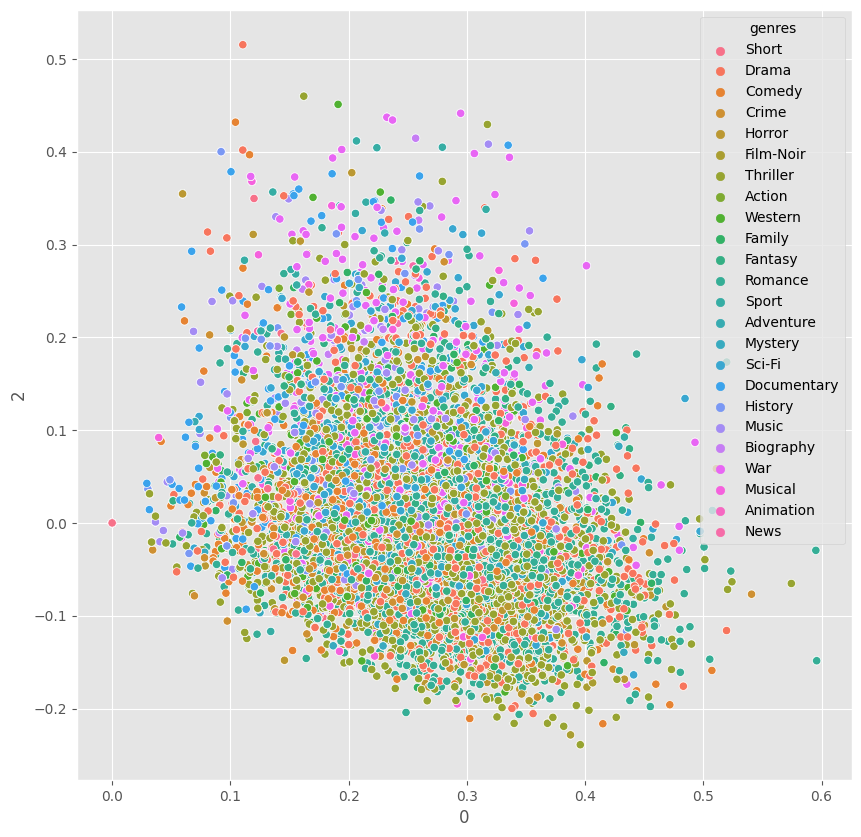 genres
Short
Drama
Comedy
Crime
Horror
Film-Noir
Thriller
Action
Western
Family
Fantasy
Romance
Sport
Adventure
Mystery
Sci-Fi
Documentary
History
Music
Biography
War
Musical
Animation
News
0.5
0.4
0.3
0.2
0.1
0.0
−0.1
−0.2
2
0.0 0.1 0.2 0.3 0.4 0.5 0.6
0